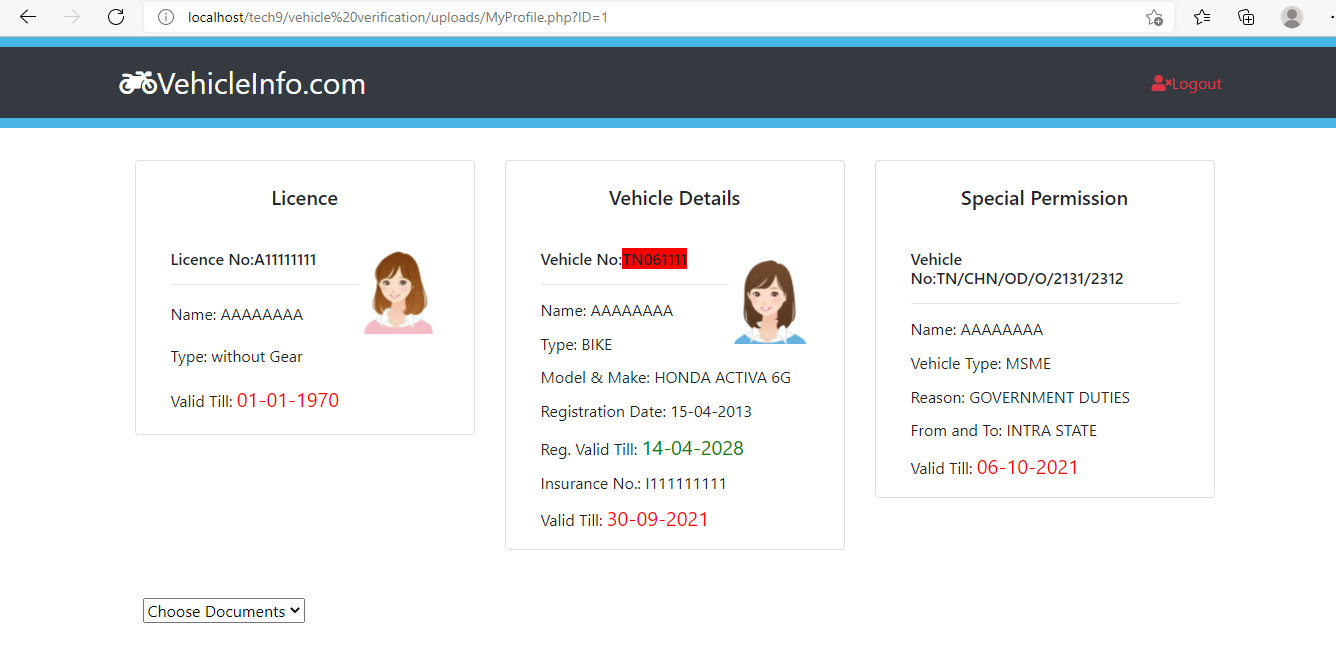 localhost/tech9/vehicle%20verification/uploads/MyProfile.php?ID=1
VehicleInfo.com
Logout
Licence
Licence No:A11111111
Name: AAAAAAAA
Type: without Gear
Valid Till: 01-01-1970
Vehicle Details
Vehicle No:TN061111
Name: AAAAAAAA
Type: BIKE
Model & Make: HONDA ACTIVA 6G
Registration Date: 15-04-2013
Reg. Valid Till: 14-04-2028
Insurance No.: I111111111
Valid Till: 30-09-2021
Special Permission
Vehicle
No:TN/CHN/OD/O/2131/2312
Name: AAAAAAAA
Vehicle Type: MSME
Reason: GOVERNMENT DUTIES
From and To: INTRA STATE
Valid Till: 06-10-2021
Choose Documents